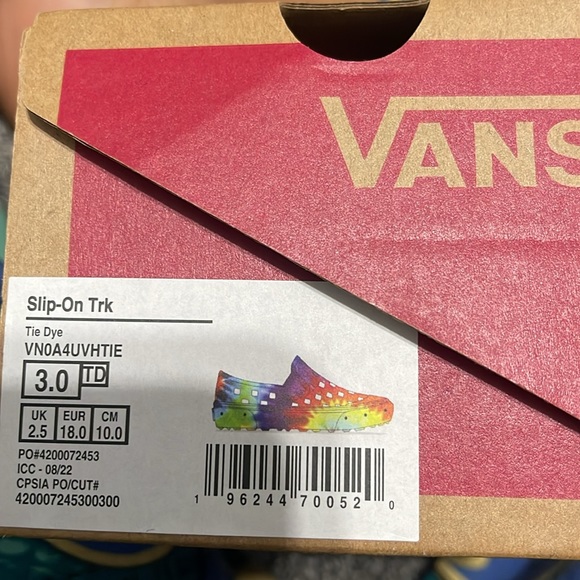 VANS
Slip-On Trk
Tie Dye
VN0A4UVHTIE
3.0 TD
UK EUR CM
2.5 18.0 10.0
PO#4200072453
ICC - 08/22
CPSIA PO/CUT#
420007245300300
1 96244 70052 0